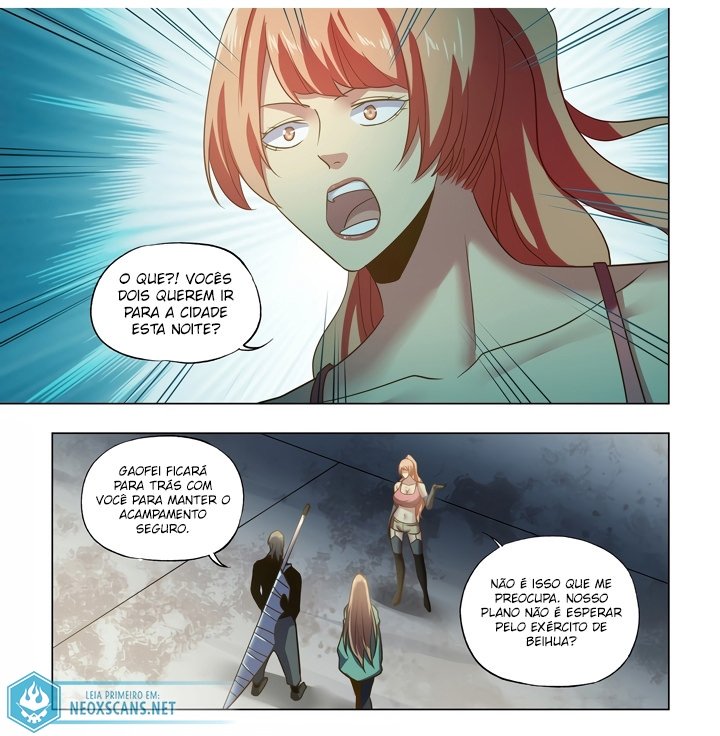 O QUE?! VOCÊS
DOIS QUEREM IR
PARA A CIDADE
ESTA NOITE?
GAOFEI FICARÁ
PARA TRÁS COM
VOCÊ PARA MANTER O
ACAMPAMENTO
SEGURO.
NÃO É ISSO QUE ME
PREOCUPA. NOSSO
PLANO NÃO É ESPERAR
PELO EXÉRCITO DE
BEIHUA?
LEIA PRIMEIRO EM:
NEOXSCANS.NET